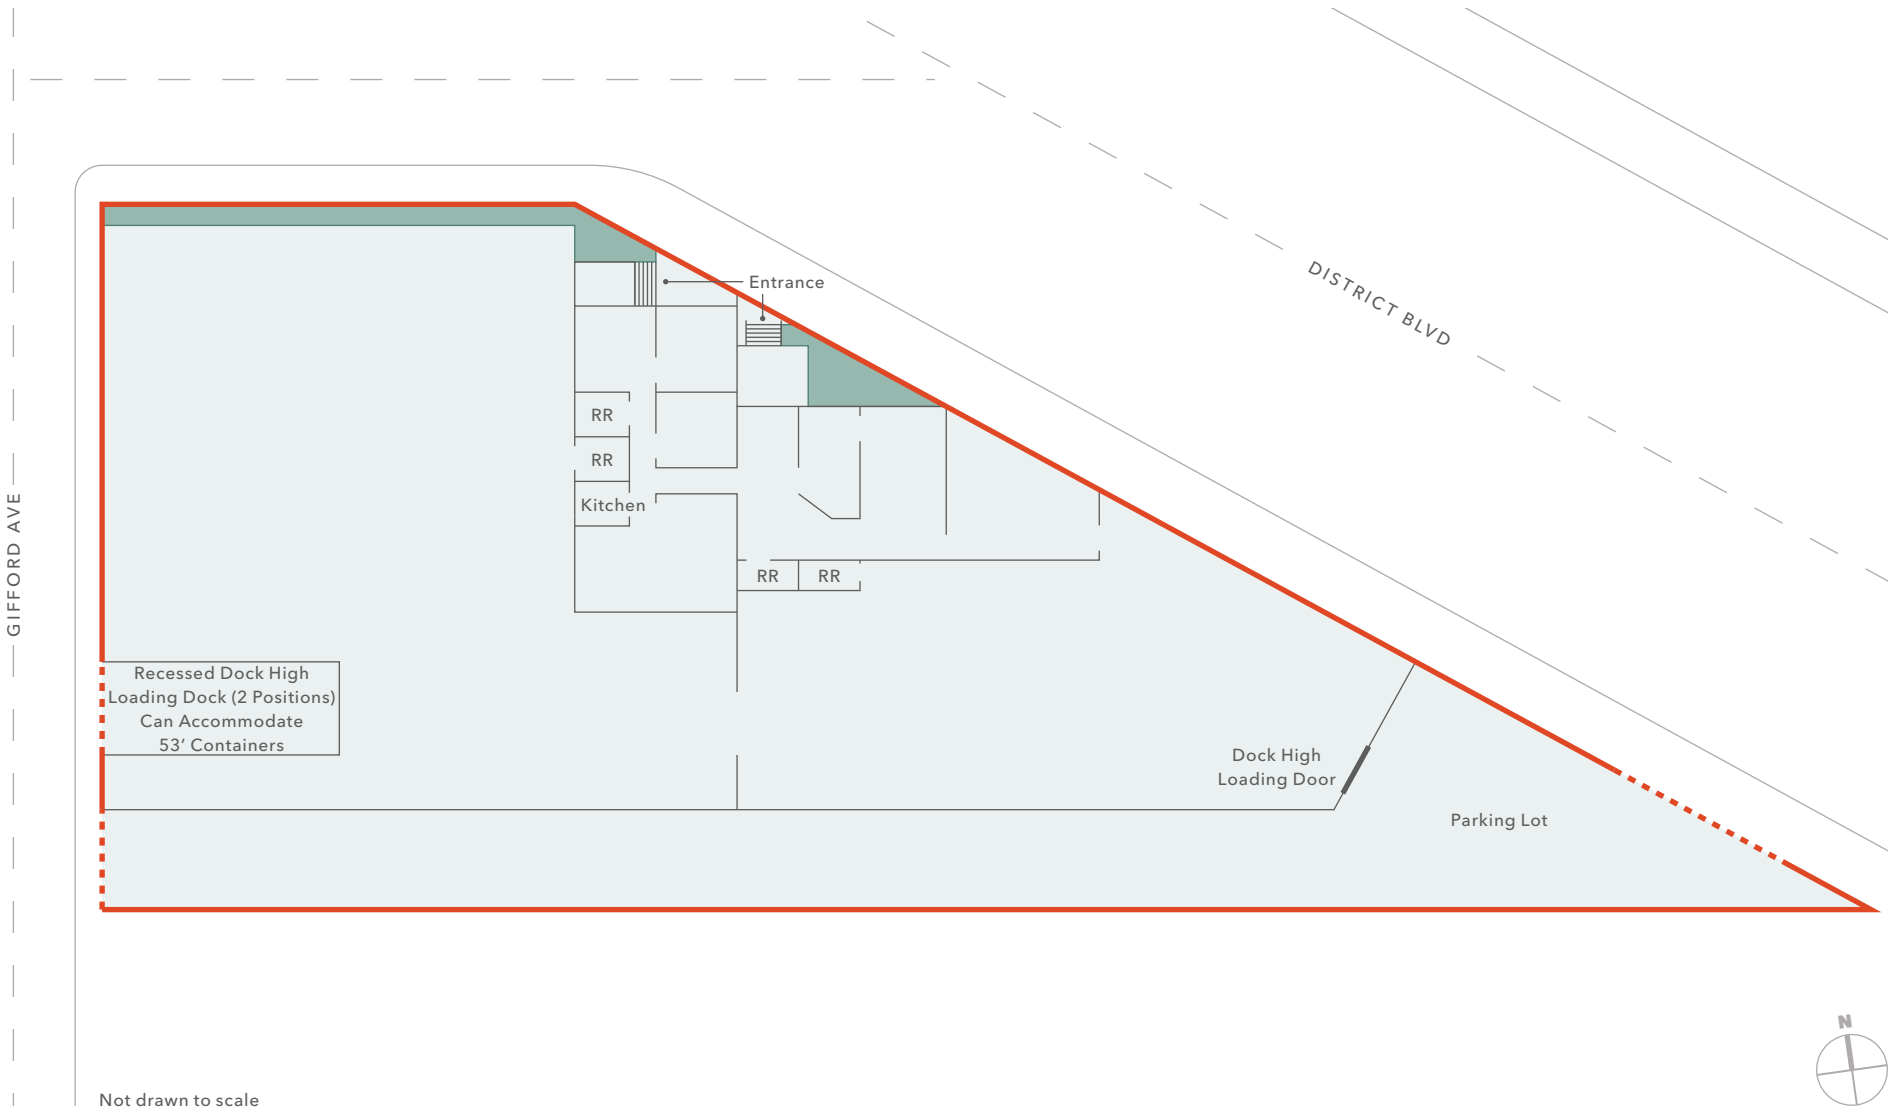 Entrance
DISTRICT BLVD
RR
RR
Kitchen
GIFFORD AVE
RR
RR
Recessed Dock High
Loading Dock (2 Positions)
Can Accommodate
53’ Containers
Dock High
Loading Door
Parking Lot
N
Not drawn to scale